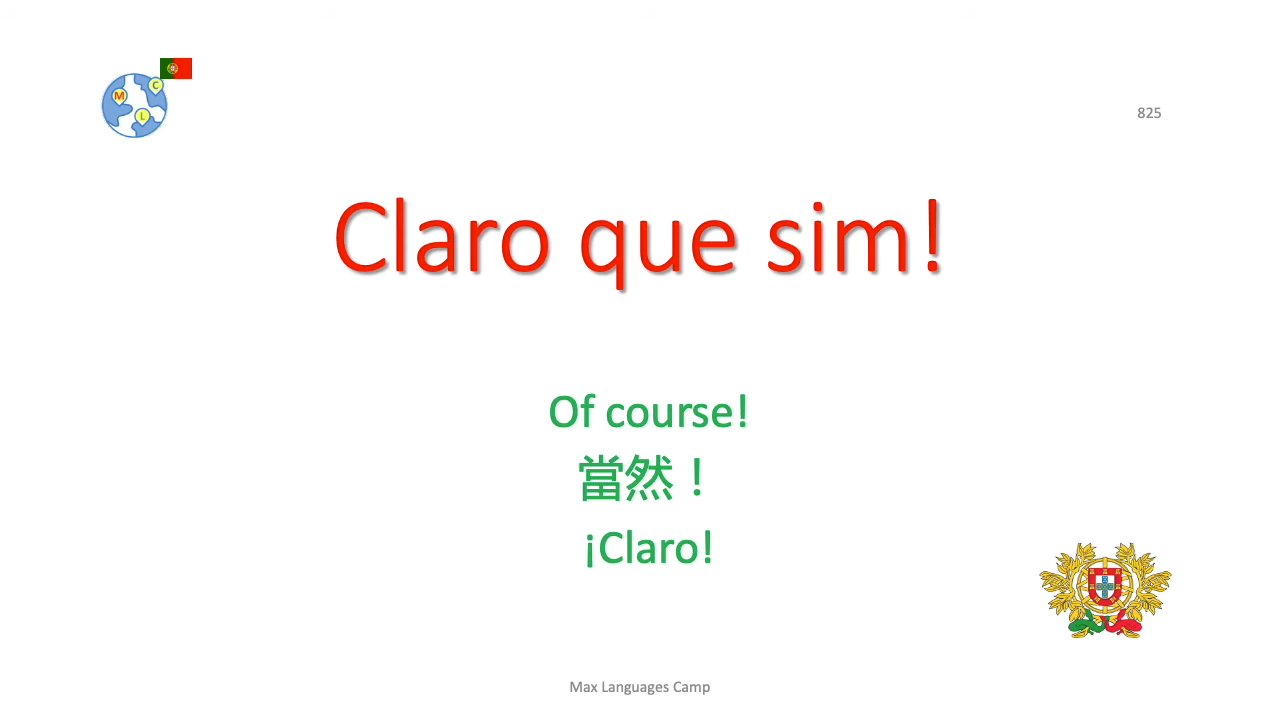 M C L
825
Claro que sim!
Of course!
當然！
¡Claro!
Max Languages Camp